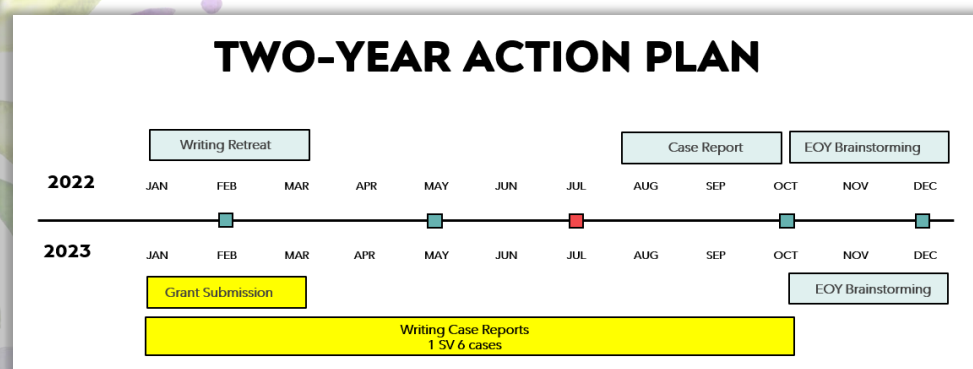 TWO-YEAR ACTION PLAN
Writing Retreat
Case Report
EOY Brainstorming
2022
JAN FEB MAR APR MAY JUN JUL AUG SEP OCT NOV DEC
2023
JAN FEB MAR APR MAY JUN JUL AUG SEP OCT NOV DEC
Grant Submission
EOY Brainstorming
Writing Case Reports
1 SV 6 cases